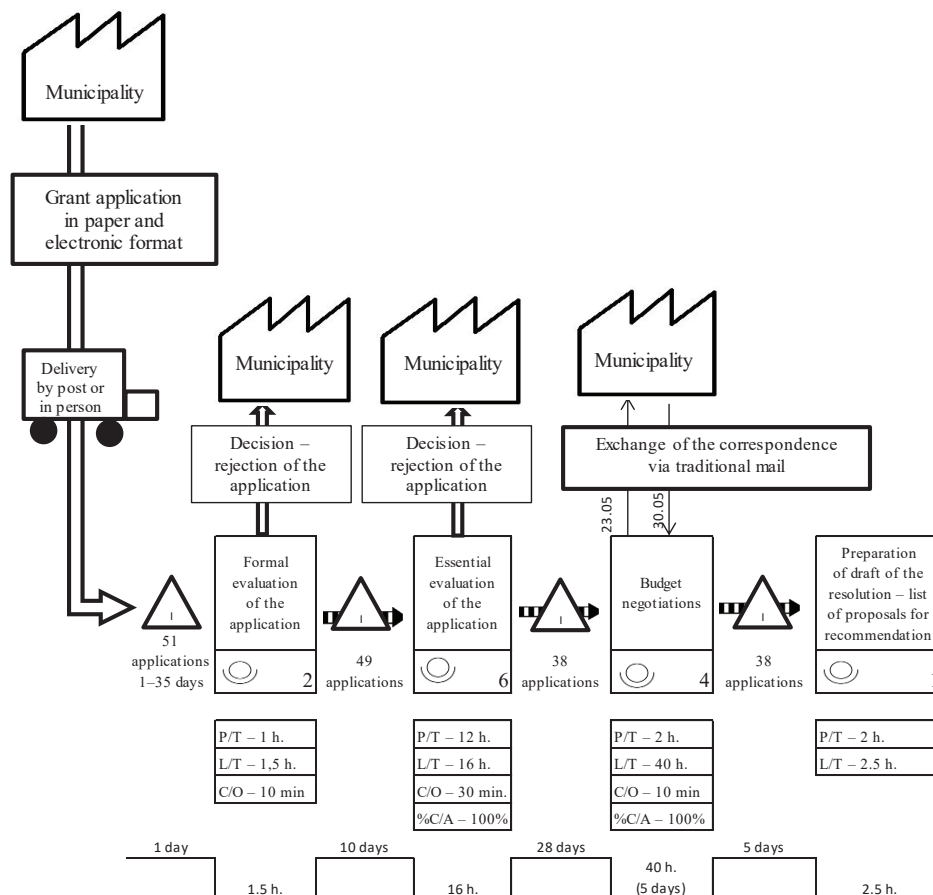 Municipality
Grant application
in paper and
electronic format
Delivery
by post or
in person
Municipality
Municipality
Municipality
Decision –
rejection of the
application
Decision –
rejection of the
application
Exchange of the correspondence
via traditional mail
23.05
30.05
I
51
applications
1–35 days
Formal
evaluation
of the
application
2
I
49
applications
Essential
evaluation
of the
application
6
I
38
applications
Budget
negotiations
4
I
38
applications
Preparation
of draft of the
resolution – list
of proposals for
recommendation
P/T – 1 h.
L/T – 1,5 h.
C/O – 10 min
P/T – 12 h.
L/T – 16 h.
C/O – 30 min.
%C/A – 100%
P/T – 2 h.
L/T – 40 h.
C/O – 10 min
%C/A – 100%
P/T – 2 h.
L/T – 2.5 h.
1 day
1.5 h.
10 days
16 h.
28 days
40 h.
(5 days)
5 days
2.5 h.